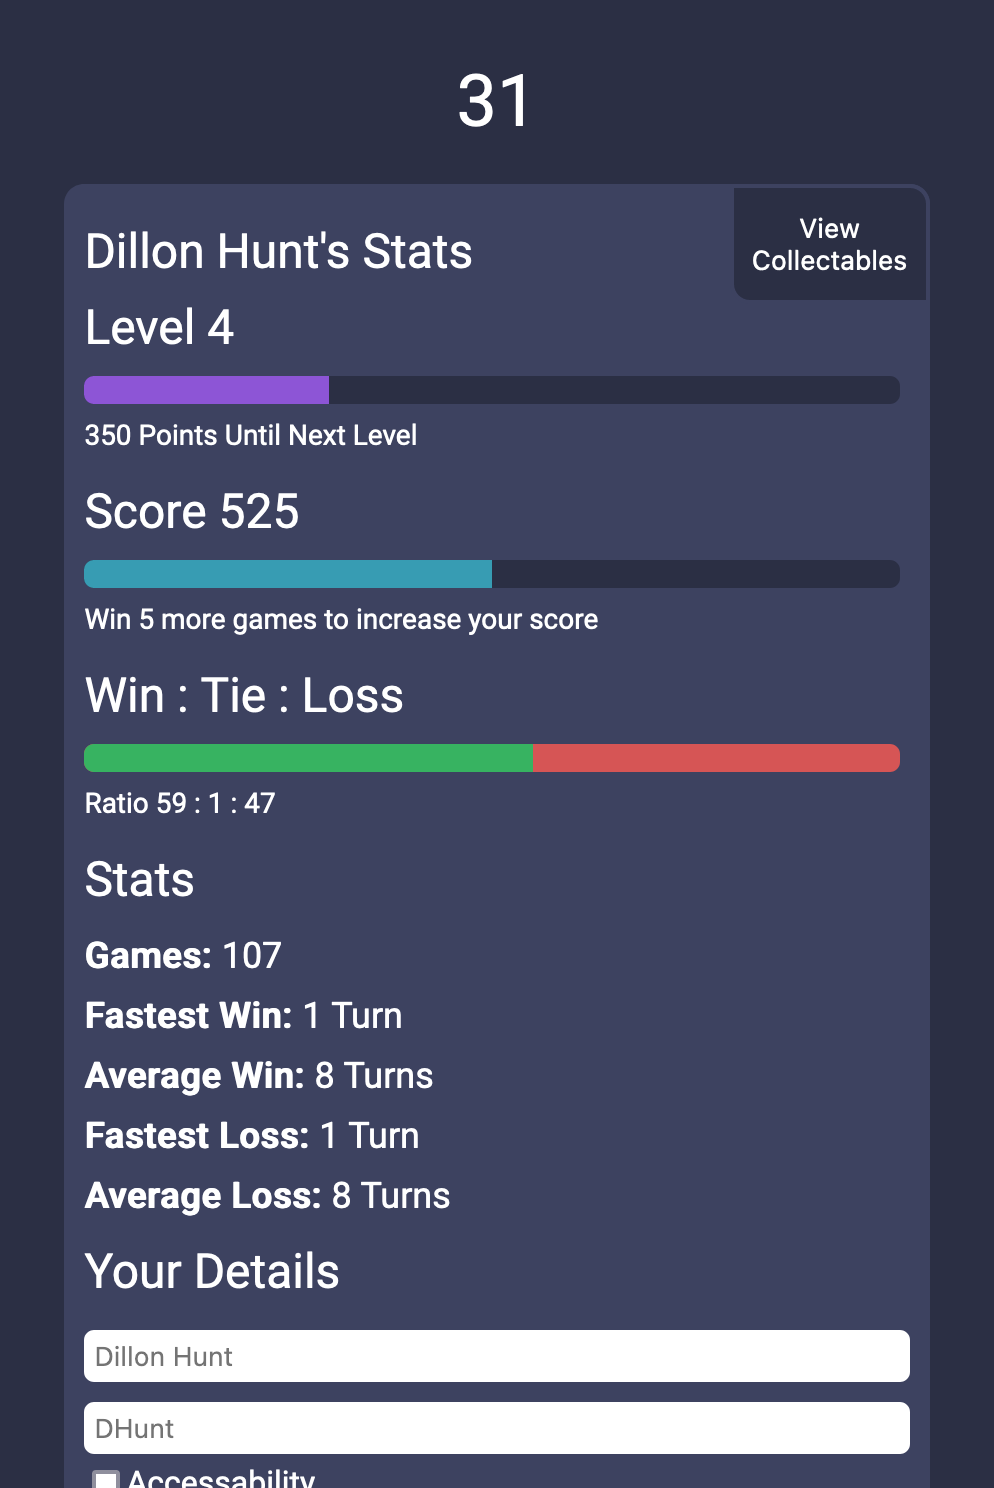 31
View
Collectables
Dillon Hunt's Stats
Level 4
350 Points Until Next Level
Score 525
Win 5 more games to increase your score
Win : Tie : Loss
Ratio 59 : 1 : 47
Stats
Games: 107
Fastest Win: 1 Turn
Average Win: 8 Turns
Fastest Loss: 1 Turn
Average Loss: 8 Turns
Your Details
Dillon Hunt
DHunt
Accessability